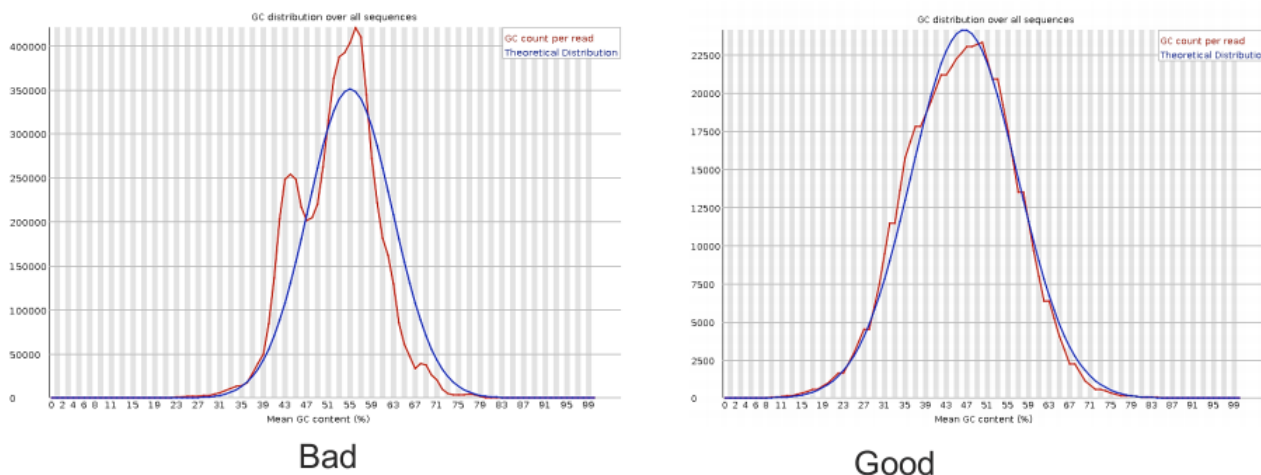 GC distribution over all sequences
GC count per read
Theoretical Distribution
400000
350000
300000
250000
200000
150000
100000
50000
0
0 2 4 6 8 11 15 19 23 27 31 35 39 43 47 51 55 59 63 67 71 75 79 83 87 91 95 99
Mean GC content (%)
Bad
GC distribution over all sequences
GC count per read
Theoretical Distributio
22500
20000
17500
15000
12500
10000
7500
5000
2500
0
0 2 4 6 8 11 15 19 23 27 31 35 39 43 47 51 55 59 63 67 71 75 79 83 87 91 95 99
Mean GC content (%)
Good